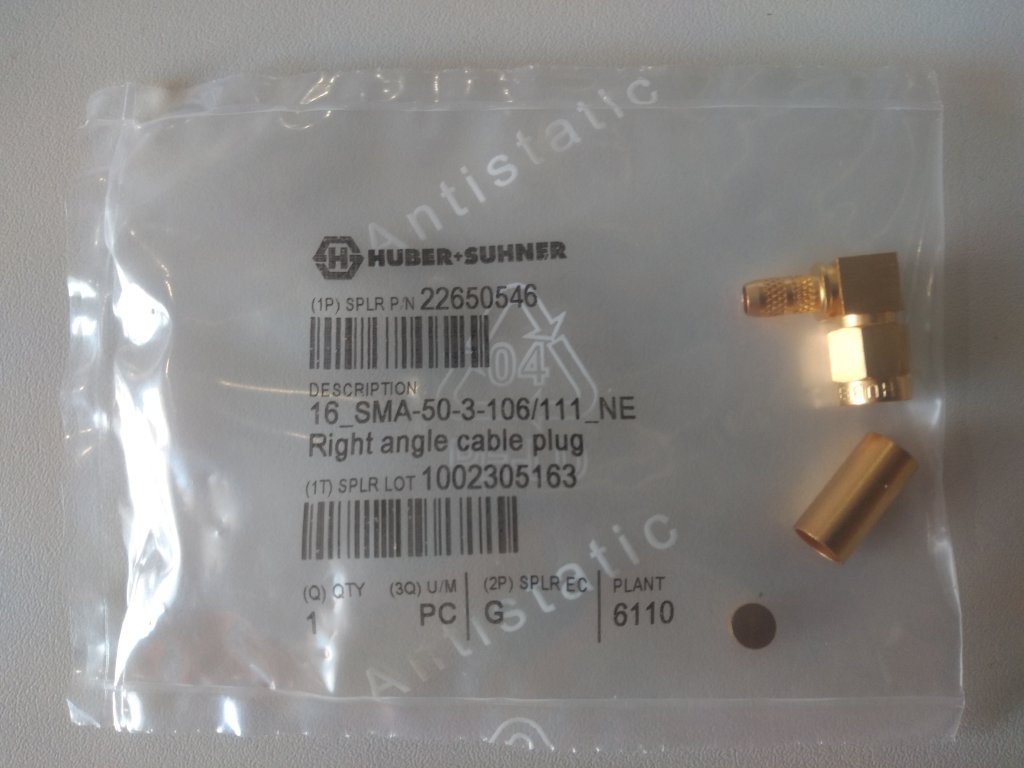 Antistatic
HUBER+SUHNER
(1P) SPLR P/N 22650546
04
DESCRIPTION
16_SMA-50-3-106/111_NE
Right angle cable plug
(1T) SPLR LOT 1002305163
Antistatic
(Q) QTY (3Q) U/M (2P) SPLR EC PLANT
1 PC G 6110